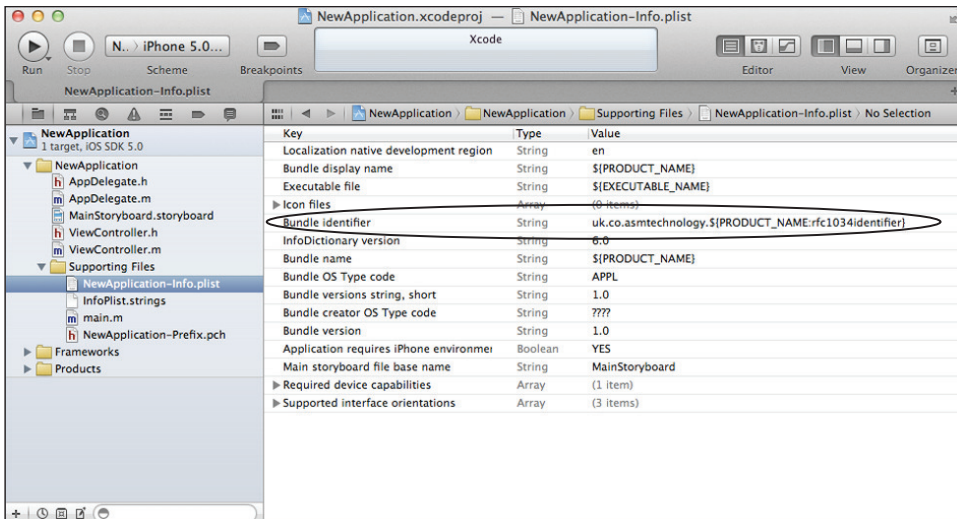 NewApplication.xcodeproj — NewApplication-Info.plist
N.. › iPhone 5.0...
Xcode
Run Stop Scheme Breakpoints Editor View Organizer
NewApplication-Info.plist
NewApplication › NewApplication › Supporting Files › NewApplication-Info.plist › No Selection
NewApplication
1 target, iOS SDK 5.0
NewApplication
h AppDelegate.h
m AppDelegate.m
MainStoryboard.storyboard
h ViewController.h
m ViewController.m
Supporting Files
NewApplication-Info.plist
InfoPlist.strings
m main.m
h NewApplication-Prefix.pch
Frameworks
Products
Key Type Value
Localization native development region String en
Bundle display name String ${PRODUCT_NAME}
Executable file String ${EXECUTABLE_NAME}
Icon files Array (0 items)
Bundle identifier String uk.co.asmtechnology.${PRODUCT_NAME:rfc1034identifier}
InfoDictionary version String 6.0
Bundle name String ${PRODUCT_NAME}
Bundle OS Type code String APPL
Bundle versions string, short String 1.0
Bundle creator OS Type code String ????
Bundle version String 1.0
Application requires iPhone environmen Boolean YES
Main storyboard file base name String MainStoryboard
Required device capabilities Array (1 item)
Supported interface orientations Array (3 items)